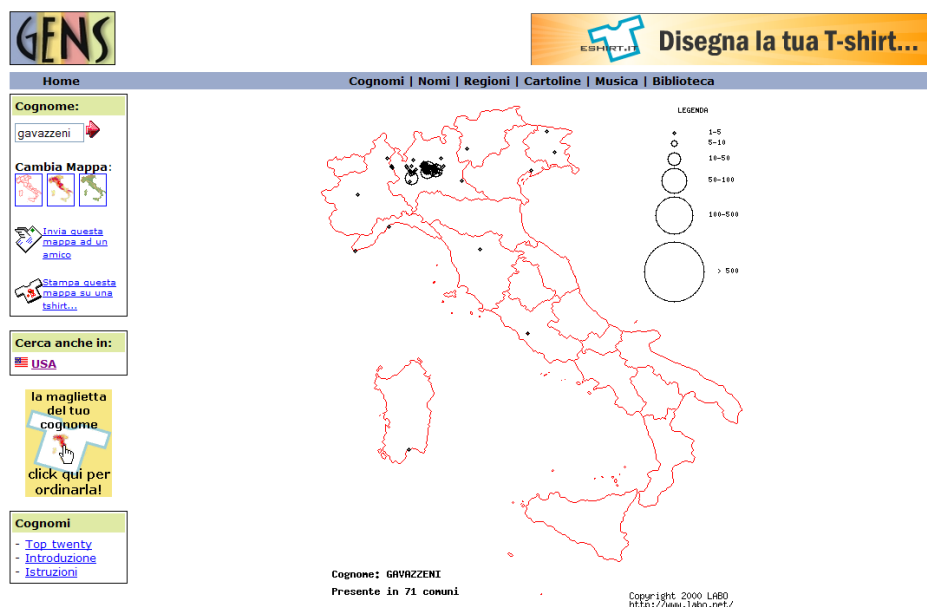 GENS
ESHIRT.IT Disegna la tua T-shirt...
Home
Cognomi | Nomi | Regioni | Cartoline | Musica | Biblioteca
Cognome:
gavazzeni
Cambia Mappa:
Invia questa
mappa ad un
amico
Stampa questa
mappa su una
tshirt...
Cerca anche in:
USA
la maglietta
del tuo
cognome
click qui per
ordinarla!
Cognomi
- Top twenty
- Introduzione
- Istruzioni
LEGENDA
1-5
5-10
10-50
50-100
100-500
> 500
Cognome: GAVAZZENI
Presente in 71 comuni
Copyright 2000 LABO
http://www.labo.net/